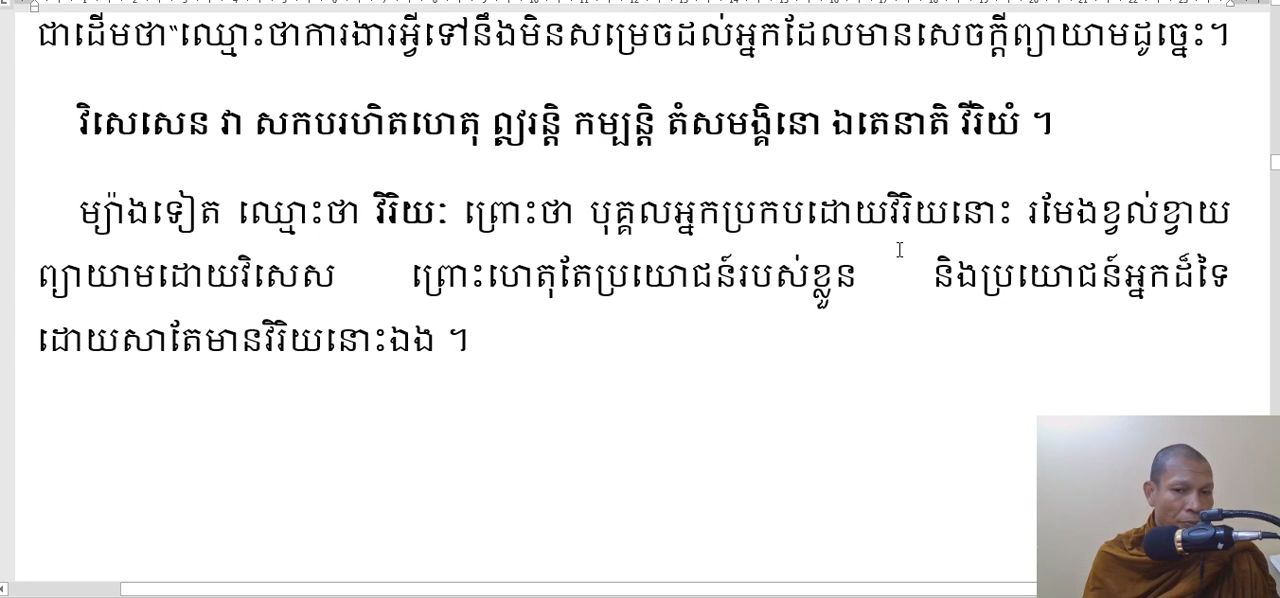 ជាដើមថា“ឈ្មោះថាការងារអ្វីទៅនឹងមិនសម្រេចដល់អ្នកដែលមានសេចក្តីព្យាយាមដូច្នេះ។
វិសេសេន វា សកបរហិតហេតុ ឦរន្តិ កម្បន្តិ តំសមង្គិនោ ឯតេនាតិ វីរិយំ ។
ម្យ៉ាងទៀត ឈ្មោះថា វីរិយៈ ព្រោះថា បុគ្គលអ្នកប្រកបដោយវីរិយនោះ រមែងខ្វល់ខ្វាយ
ព្យាយាមដោយវិសេស ព្រោះហេតុតែប្រយោជន៍របស់ខ្លួន និងប្រយោជន៍អ្នកដ៏ទៃ
ដោយសាតែមានវីរិយនោះឯង ។